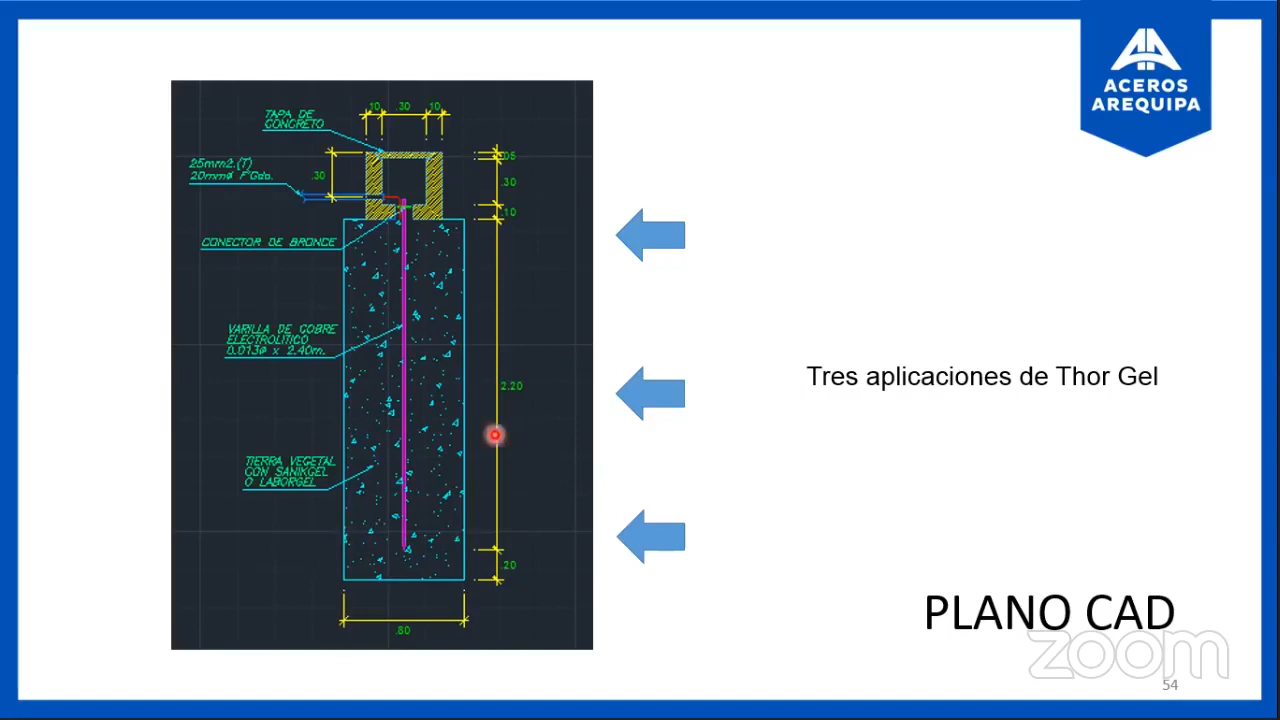 ACEROS
AREQUIPA
.10 .30 .10
TAPA DE
CONCRETO
.05
25mm2.(T)
20mmø FºGdo.
.30
.30
.10
CONECTOR DE BRONCE
VARILLA DE COBRE
ELECTROLITICO
0.013ø x 2.40m.
Tres aplicaciones de Thor Gel
2.20
TIERRA VEGETAL
CON SANIKGEL
O LABORGEL
.20
.80
PLANO CAD
zoom
54